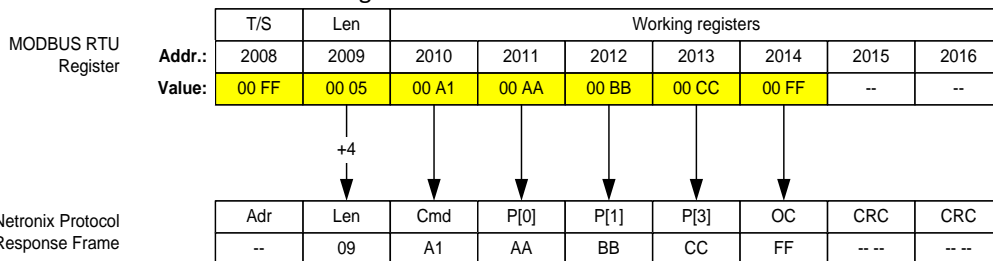 T/S Len Working registers
MODBUS RTU
Register
Addr.: 2008 2009 2010 2011 2012 2013 2014 2015 2016
Value: 00 FF 00 05 00 A1 00 AA 00 BB 00 CC 00 FF -- --
+4
Netronix Protocol
Response Frame
Adr Len Cmd P[0] P[1] P[3] OC CRC CRC
-- 09 A1 AA BB CC FF -- -- -- --